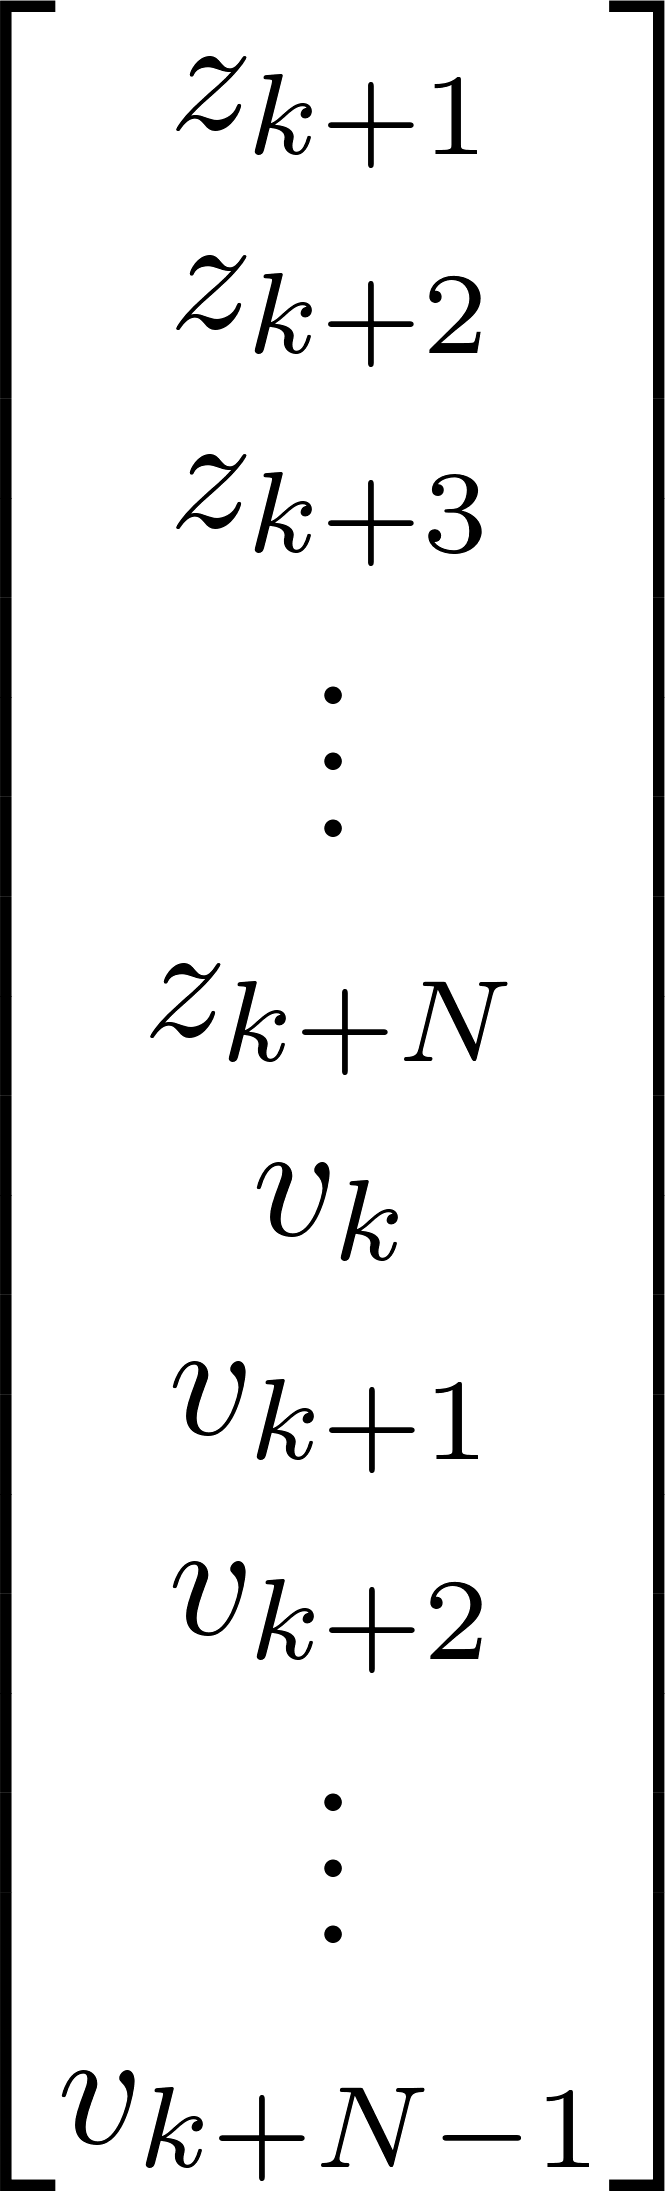 z_{k+1}
z_{k+2}
z_{k+3}
⋮
z_{k+N}
v_k
v_{k+1}
v_{k+2}
⋮
v_{k+N-1}